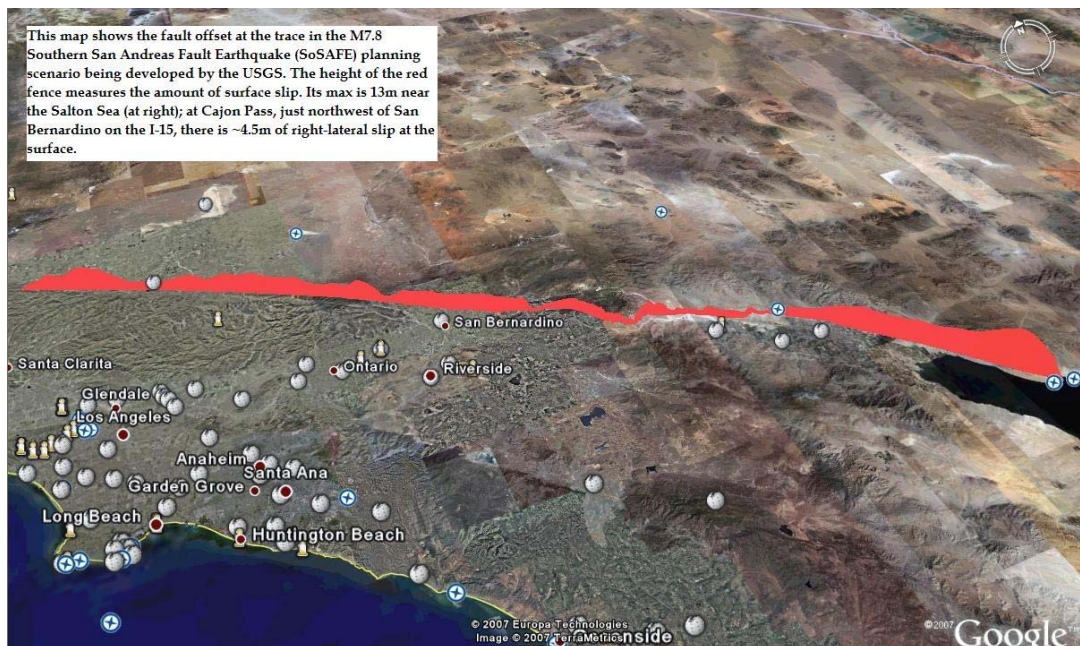 This map shows the fault offset at the trace in the M7.8
Southern San Andreas Fault Earthquake (SoSAFE) planning
scenario being developed by the USGS. The height of the red
fence measures the amount of surface slip. Its max is 13m near
the Salton Sea (at right); at Cajon Pass, just northwest of San
Bernardino on the I-15, there is ~4.5m of right-lateral slip at the
surface.
N
San Bernardino
Santa Clarita
Ontario
Riverside
Glendale
Los Angeles
Anaheim
Santa Ana
Garden Grove
Long Beach
Huntington Beach
© 2007 Europa Technologies
Image © 2007 TerraMetrics
©2007 Google™